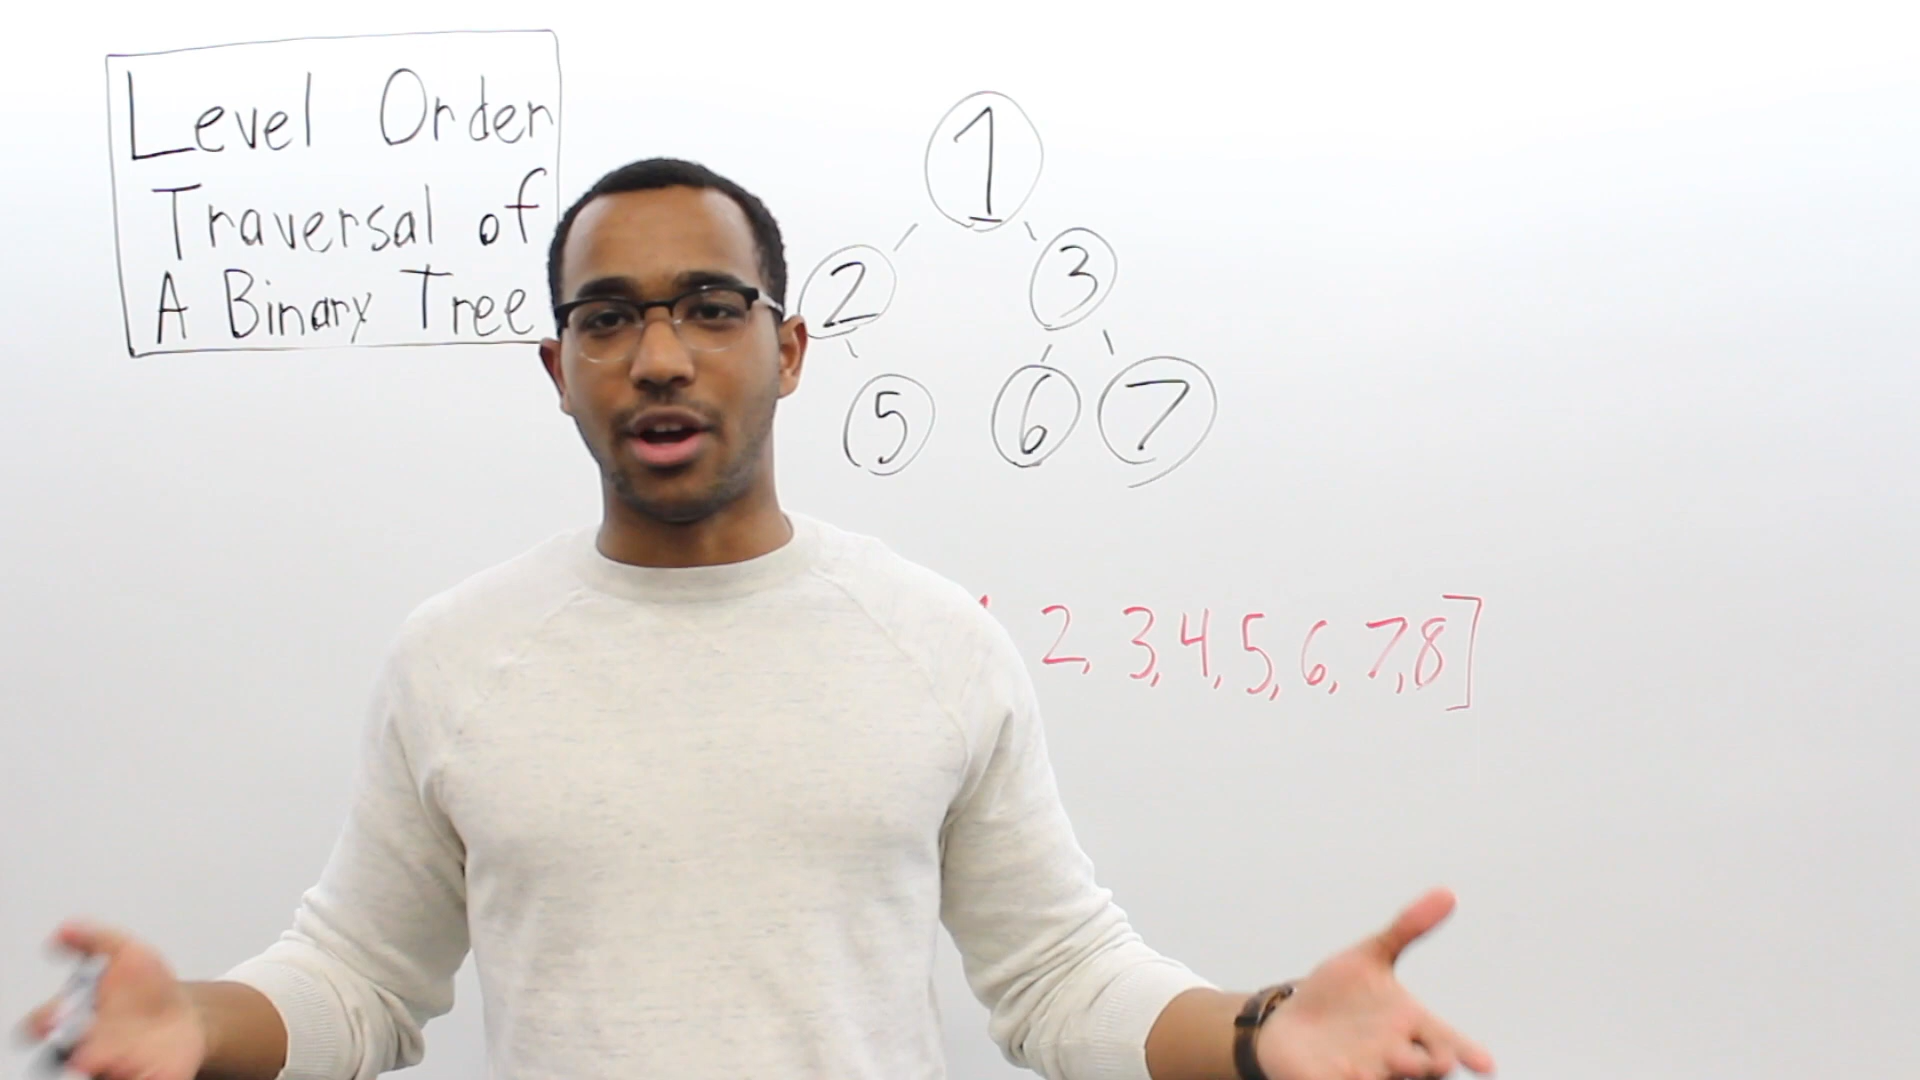 Level Order
Traversal of
A Binary Tree
1
2 3
5 6 7
2, 3, 4, 5, 6, 7, 8]